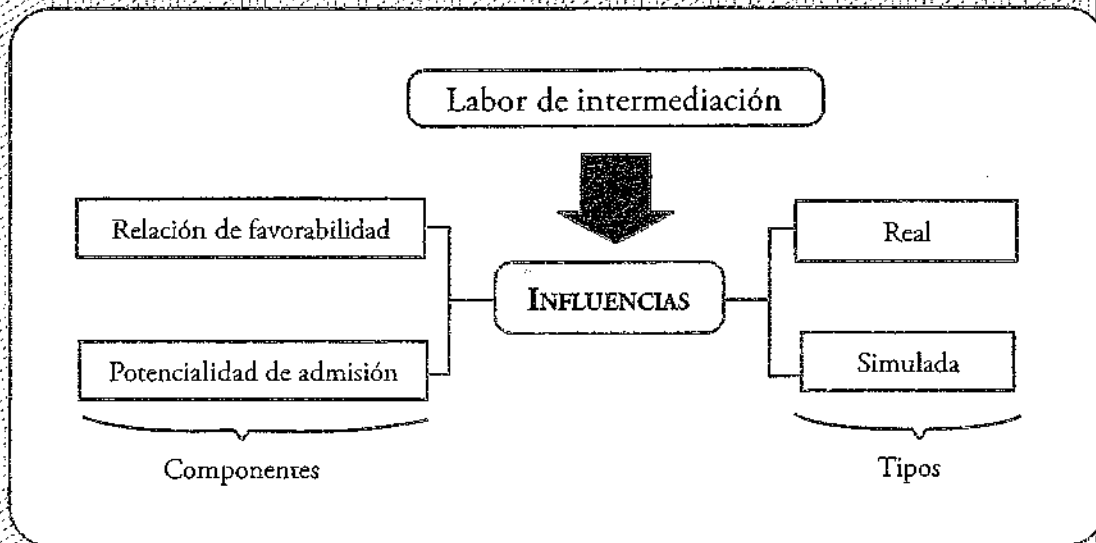 Labor de intermediación
Relación de favorabilidad
Real
INFLUENCIAS
Potencialidad de admisión
Simulada
Componentes
Tipos